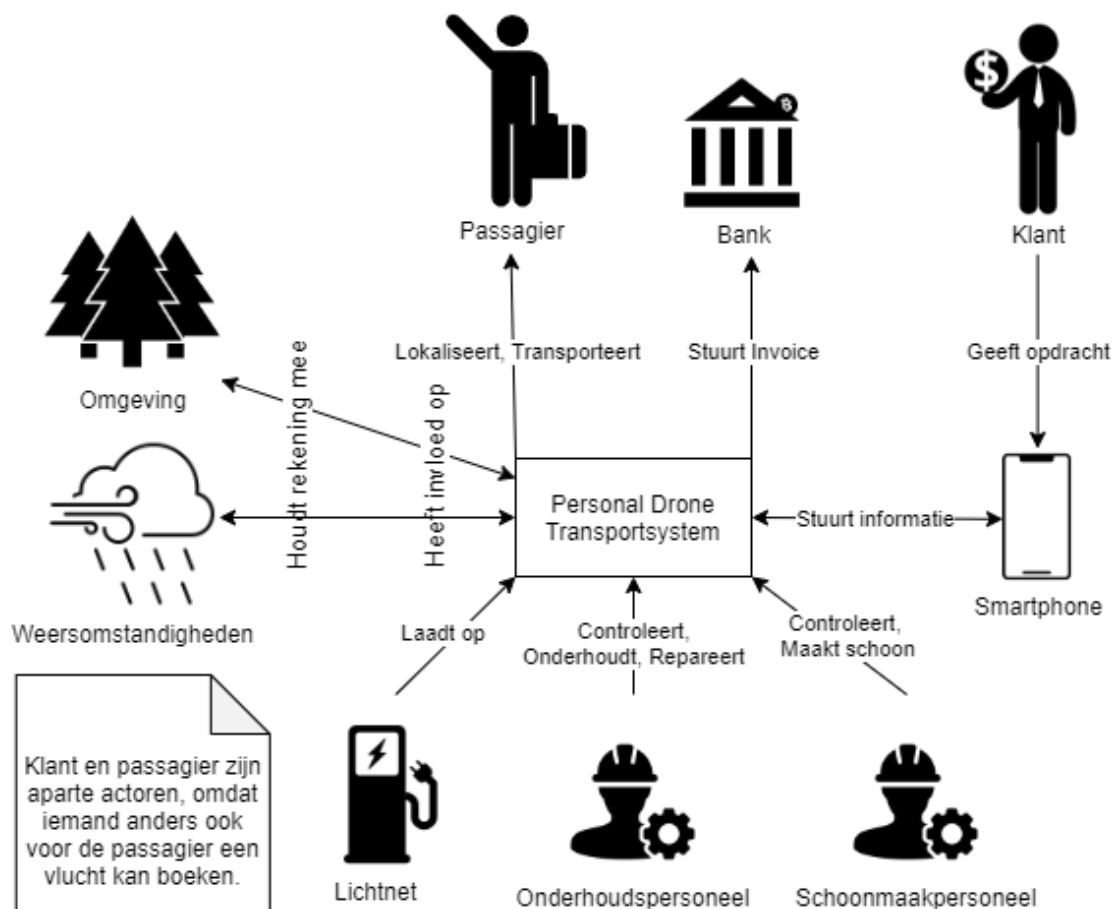 $
Passagier
Bank
Klant
Lokaliseert, Transporteert
Stuurt Invoice
Geeft opdracht
Omgeving
Houdt rekening mee
Heeft invloed op
Personal Drone
Transportsystem
Stuurt informatie
Smartphone
Weersomstandigheden
Laadt op
Controleert,
Onderhoudt, Repareert
Controleert,
Maakt schoon
Klant en passagier zijn
aparte actoren, omdat
iemand anders ook
voor de passagier een
vlucht kan boeken.
Lichtnet
Onderhoudspersoneel
Schoonmaakpersoneel